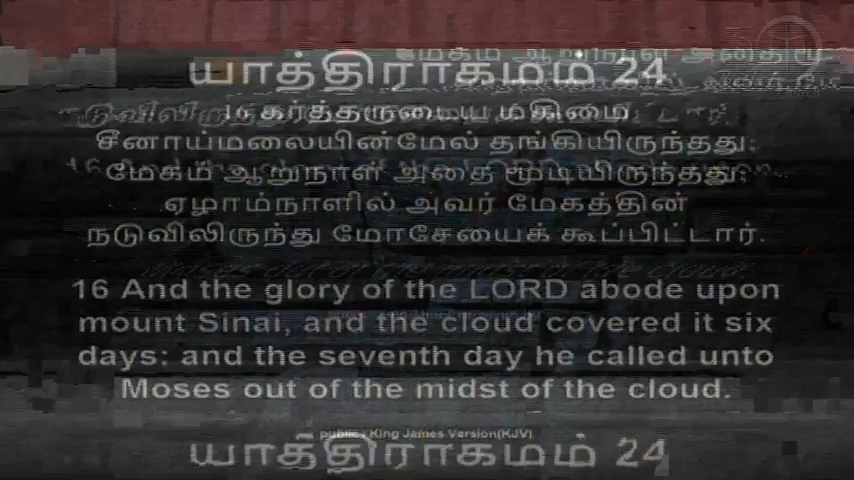 யாத்திராகமம் 24
16 கர்த்தருடைய மகிமை
சீனாய்மலையின்மேல் தங்கியிருந்தது;
மேகம் ஆறுநாள் அதை மூடியிருந்தது;
ஏழாம்நாளில் அவர் மேகத்தின்
நடுவிலிருந்து மோசேயைக் கூப்பிட்டார்.
16 And the glory of the LORD abode upon
mount Sinai, and the cloud covered it six
days: and the seventh day he called unto
Moses out of the midst of the cloud.
public / King James Version(KJV)
யாத்திராகமம் 24